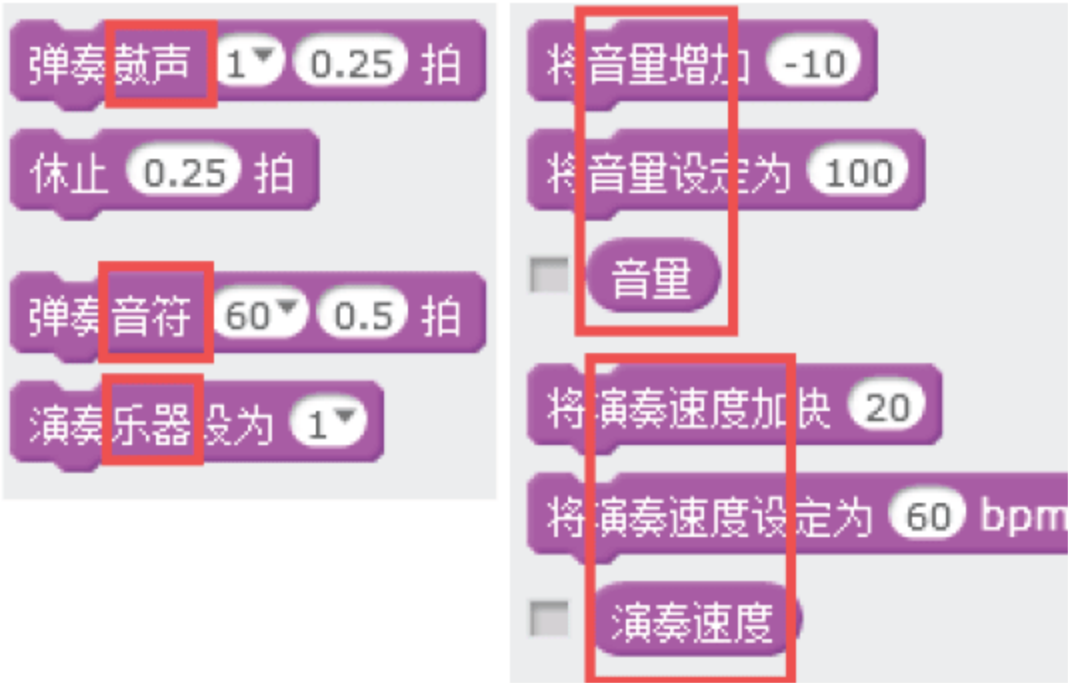 弹奏鼓声 1 0.25 拍
休止 0.25 拍
弹奏音符 60 0.5 拍
演奏乐器设为 1
将音量增加 -10
将音量设定为 100
音量
将演奏速度加快 20
将演奏速度设定为 60 bpm
演奏速度